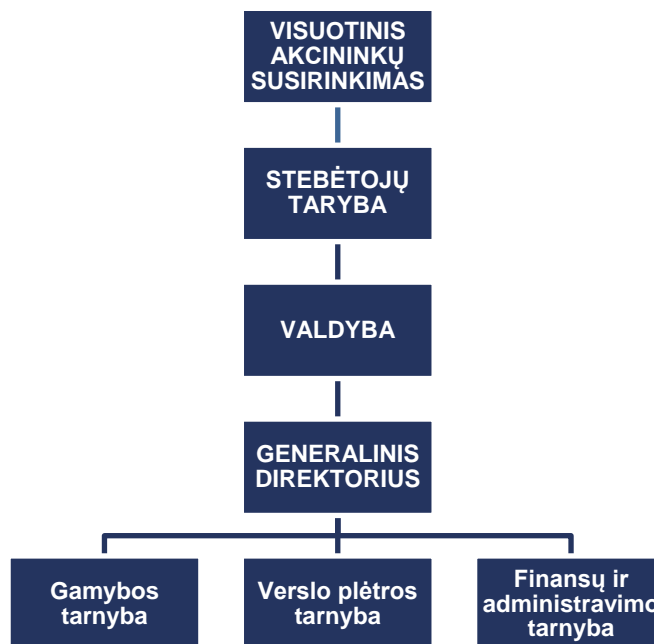 VISUOTINIS
AKCININKŲ
SUSIRINKIMAS
STEBĖTOJŲ
TARYBA
VALDYBA
GENERALINIS
DIREKTORIUS
Gamybos
tarnyba
Verslo plėtros
tarnyba
Finansų ir
administravimo
tarnyba